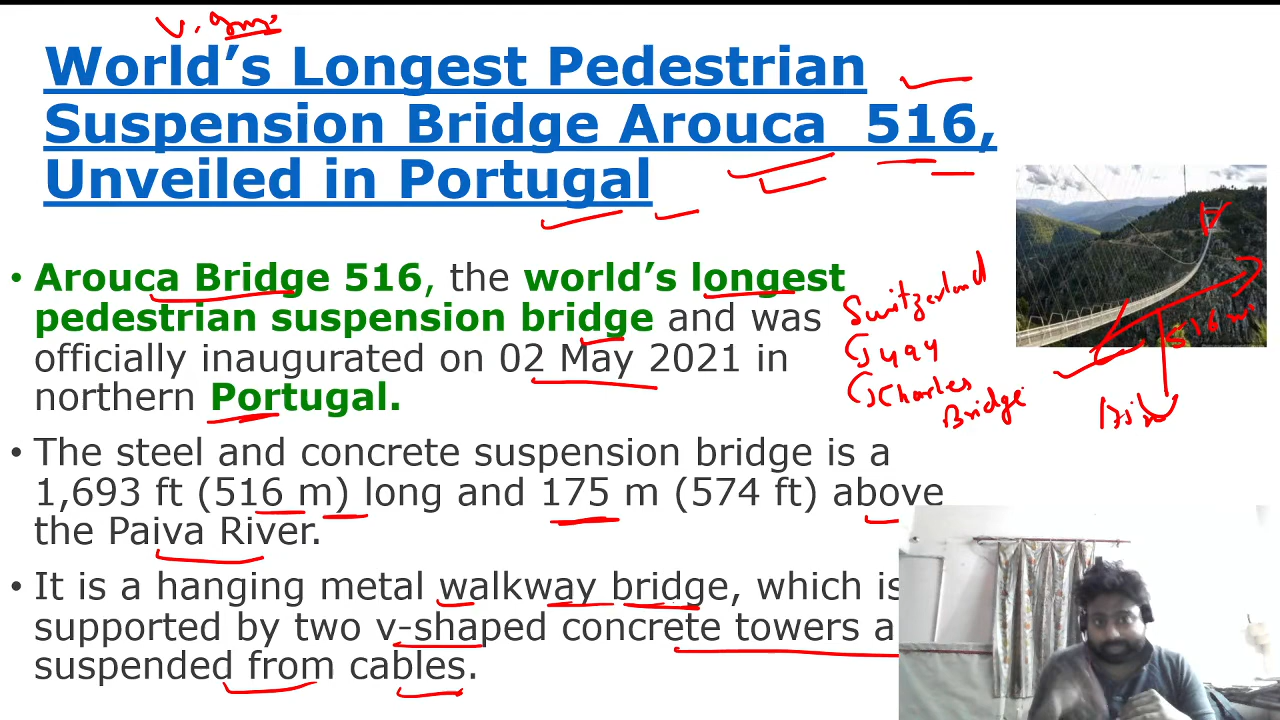 V. Imp.
World’s Longest Pedestrian
Suspension Bridge Arouca 516,
Unveiled in Portugal
• Arouca Bridge 516, the world’s longest
pedestrian suspension bridge and was
officially inaugurated on 02 May 2021 in
northern Portugal.
Switzerland
494
Charles
Bridge
516 m
• The steel and concrete suspension bridge is a
1,693 ft (516 m) long and 175 m (574 ft) above
the Paiva River.
• It is a hanging metal walkway bridge, which is
supported by two v-shaped concrete towers a
suspended from cables.